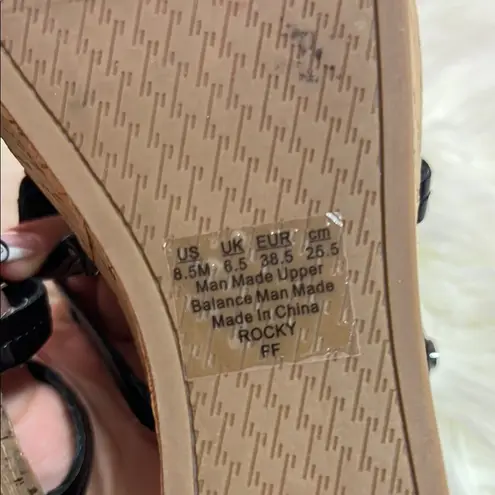 US UK EUR cm
8.5M 6.5 38.5 25.5
Man Made Upper
Balance Man Made
Made In China
ROCKY
FF